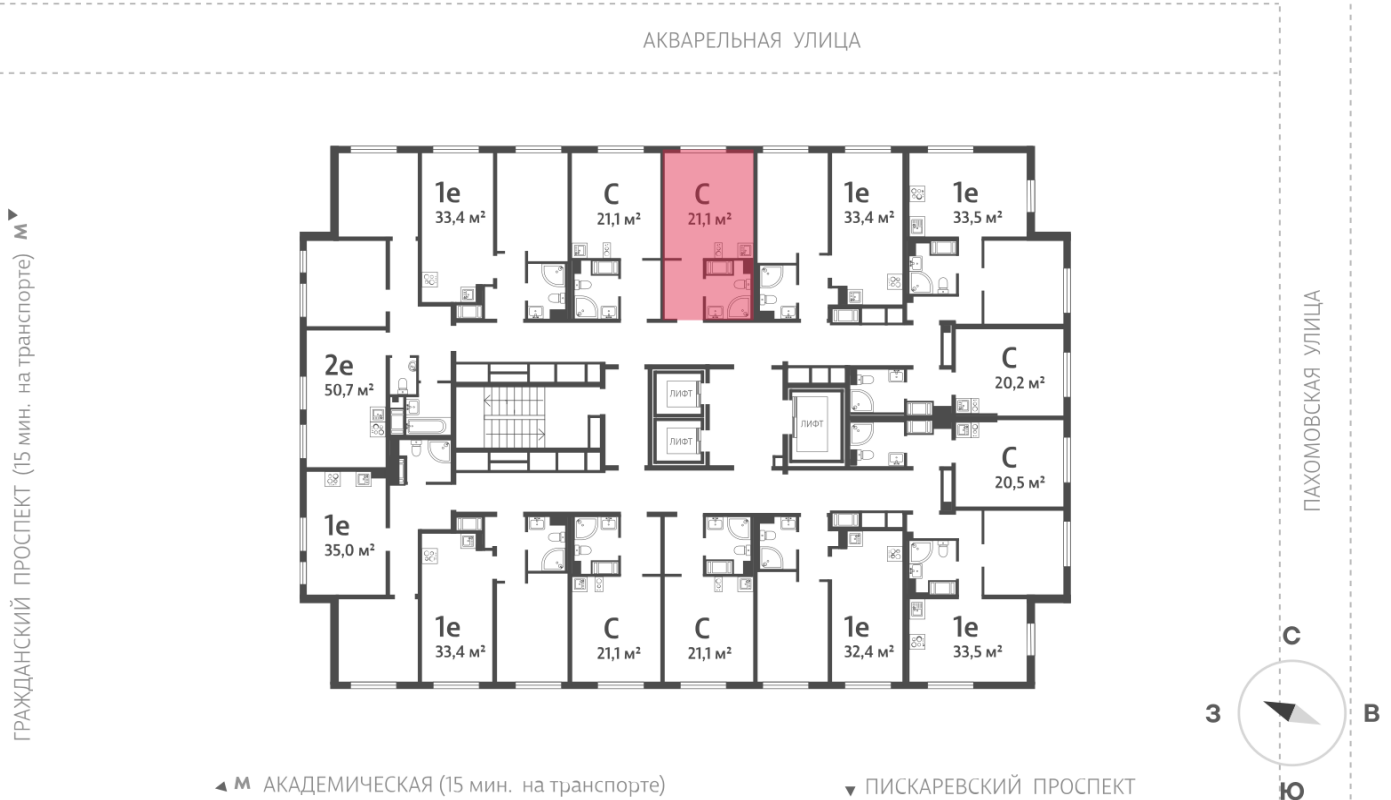 АКВАРЕЛЬНАЯ УЛИЦА
1е
33,4 м²
С
21,1 м²
С
21,1 м²
1е
33,4 м²
1е
33,5 м²
ГРАЖДАНСКИЙ ПРОСПЕКТ (15 мин. на транспорте) м
ПАХОМОВСКАЯ УЛИЦА
2е
50,7 м²
С
20,2 м²
ЛИФТ
ЛИФТ
ЛИФТ
С
20,5 м²
1е
35,0 м²
1е
33,4 м²
С
21,1 м²
С
21,1 м²
1е
32,4 м²
1е
33,5 м²
С
З
В
Ю
м АКАДЕМИЧЕСКАЯ (15 мин. на транспорте)
ПИСКАРЕВСКИЙ ПРОСПЕКТ